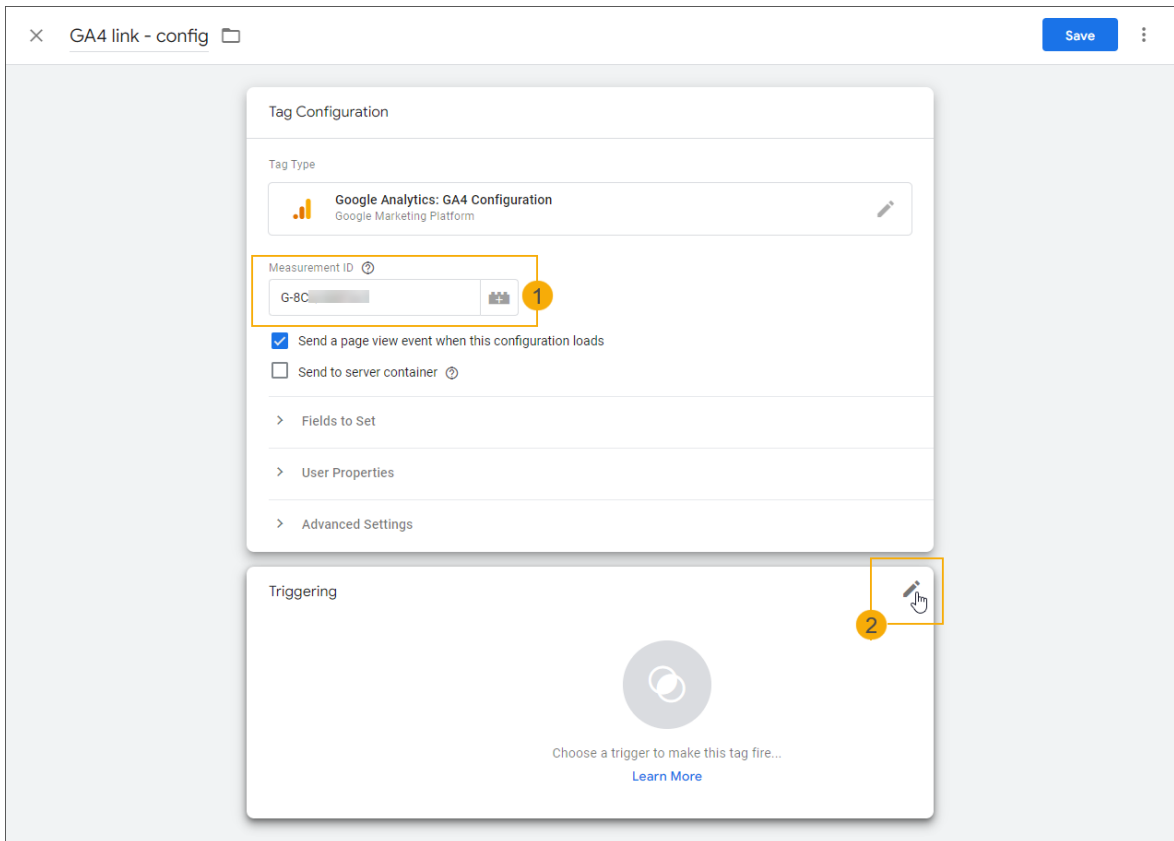 GA4 link - config
Save
Tag Configuration
Tag Type
Google Analytics: GA4 Configuration
Google Marketing Platform
Measurement ID
G-8C
1
Send a page view event when this configuration loads
Send to server container
Fields to Set
User Properties
Advanced Settings
Triggering
2
Choose a trigger to make this tag fire...
Learn More